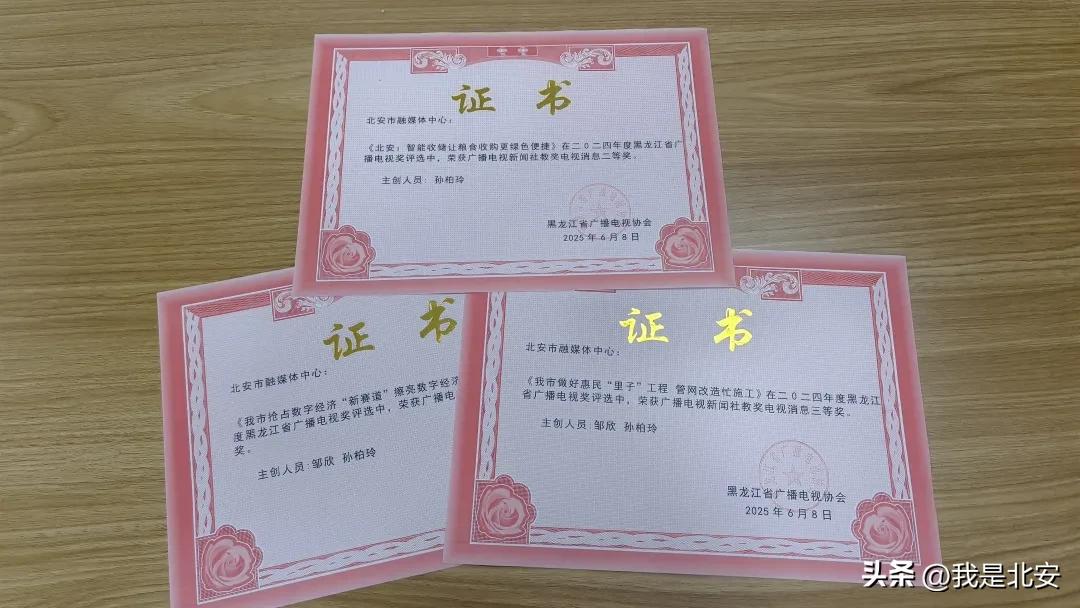 证 书
北安市融媒体中心：
《北安：智能收储让粮食收购更绿色便捷》在二0二四年度黑龙江省广
播电视奖评选中，荣获广播电视新闻社教奖电视消息二等奖。
主创人员：孙柏玲
黑龙江省广播电视协会
2025 年 6 月 8 日
证 书
北安市融媒体中心：
《我市抢占数字经济“新赛道”擦亮数字经济
度黑龙江省广播电视奖评选中，荣获广播电
奖。
主创人员：邹欣 孙柏玲
证 书
北安市融媒体中心：
《我市做好惠民“里子”工程 管网改造忙施工》在二0二四年度黑龙江
省广播电视奖评选中，荣获广播电视新闻社教奖电视消息三等奖。
主创人员：邹欣 孙柏玲
黑龙江省广播电视协会
2025 年 6 月 8 日
头条 @我是北安